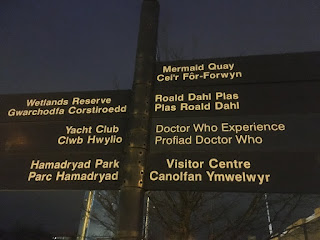 Mermaid Quay
Cei'r Fôr-Forwyn
Wetlands Reserve
Gwarchodfa Corstiroedd
Roald Dahl Plas
Plas Roald Dahl
Yacht Club
Clwb Hwylio
Doctor Who Experience
Profiad Doctor Who
Hamadryad Park
Parc Hamadryad
Visitor Centre
Canolfan Ymwelwyr